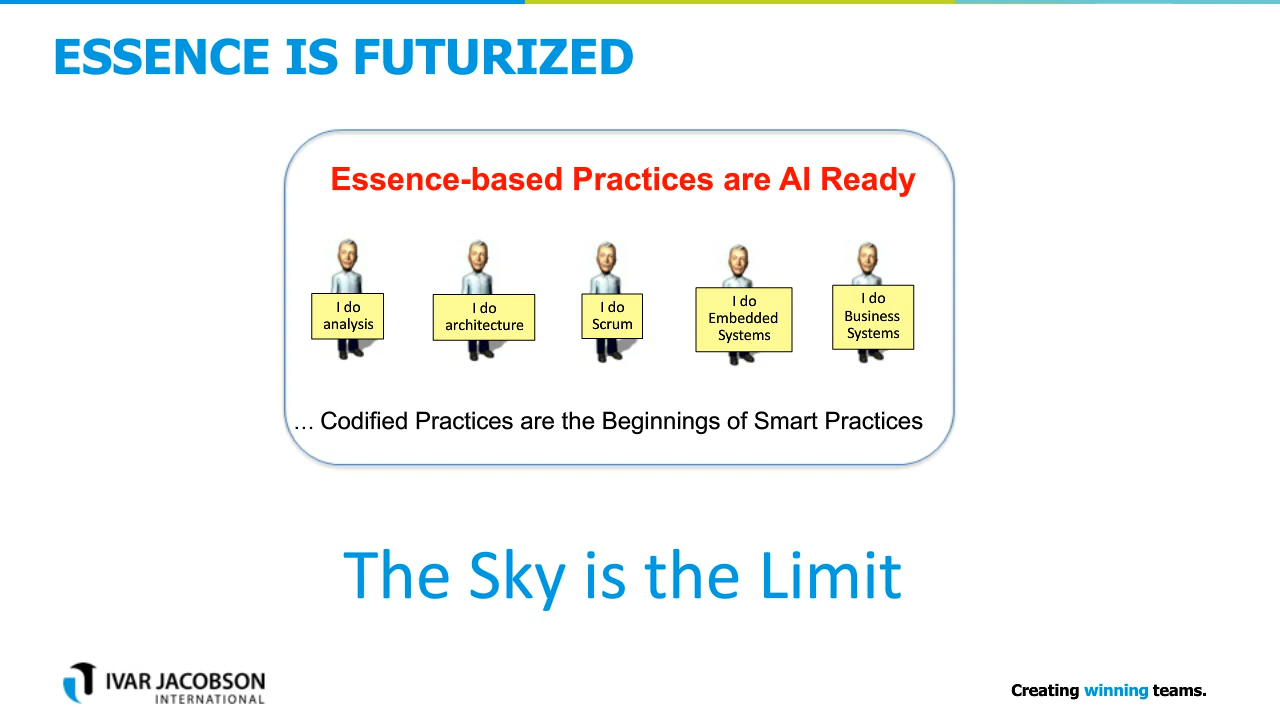 ESSENCE IS FUTURIZED
Essence-based Practices are AI Ready
I do
analysis
I do
architecture
I do
Scrum
I do
Embedded
Systems
I do
Business
Systems
... Codified Practices are the Beginnings of Smart Practices
The Sky is the Limit
IVAR JACOBSON
INTERNATIONAL
Creating winning teams.